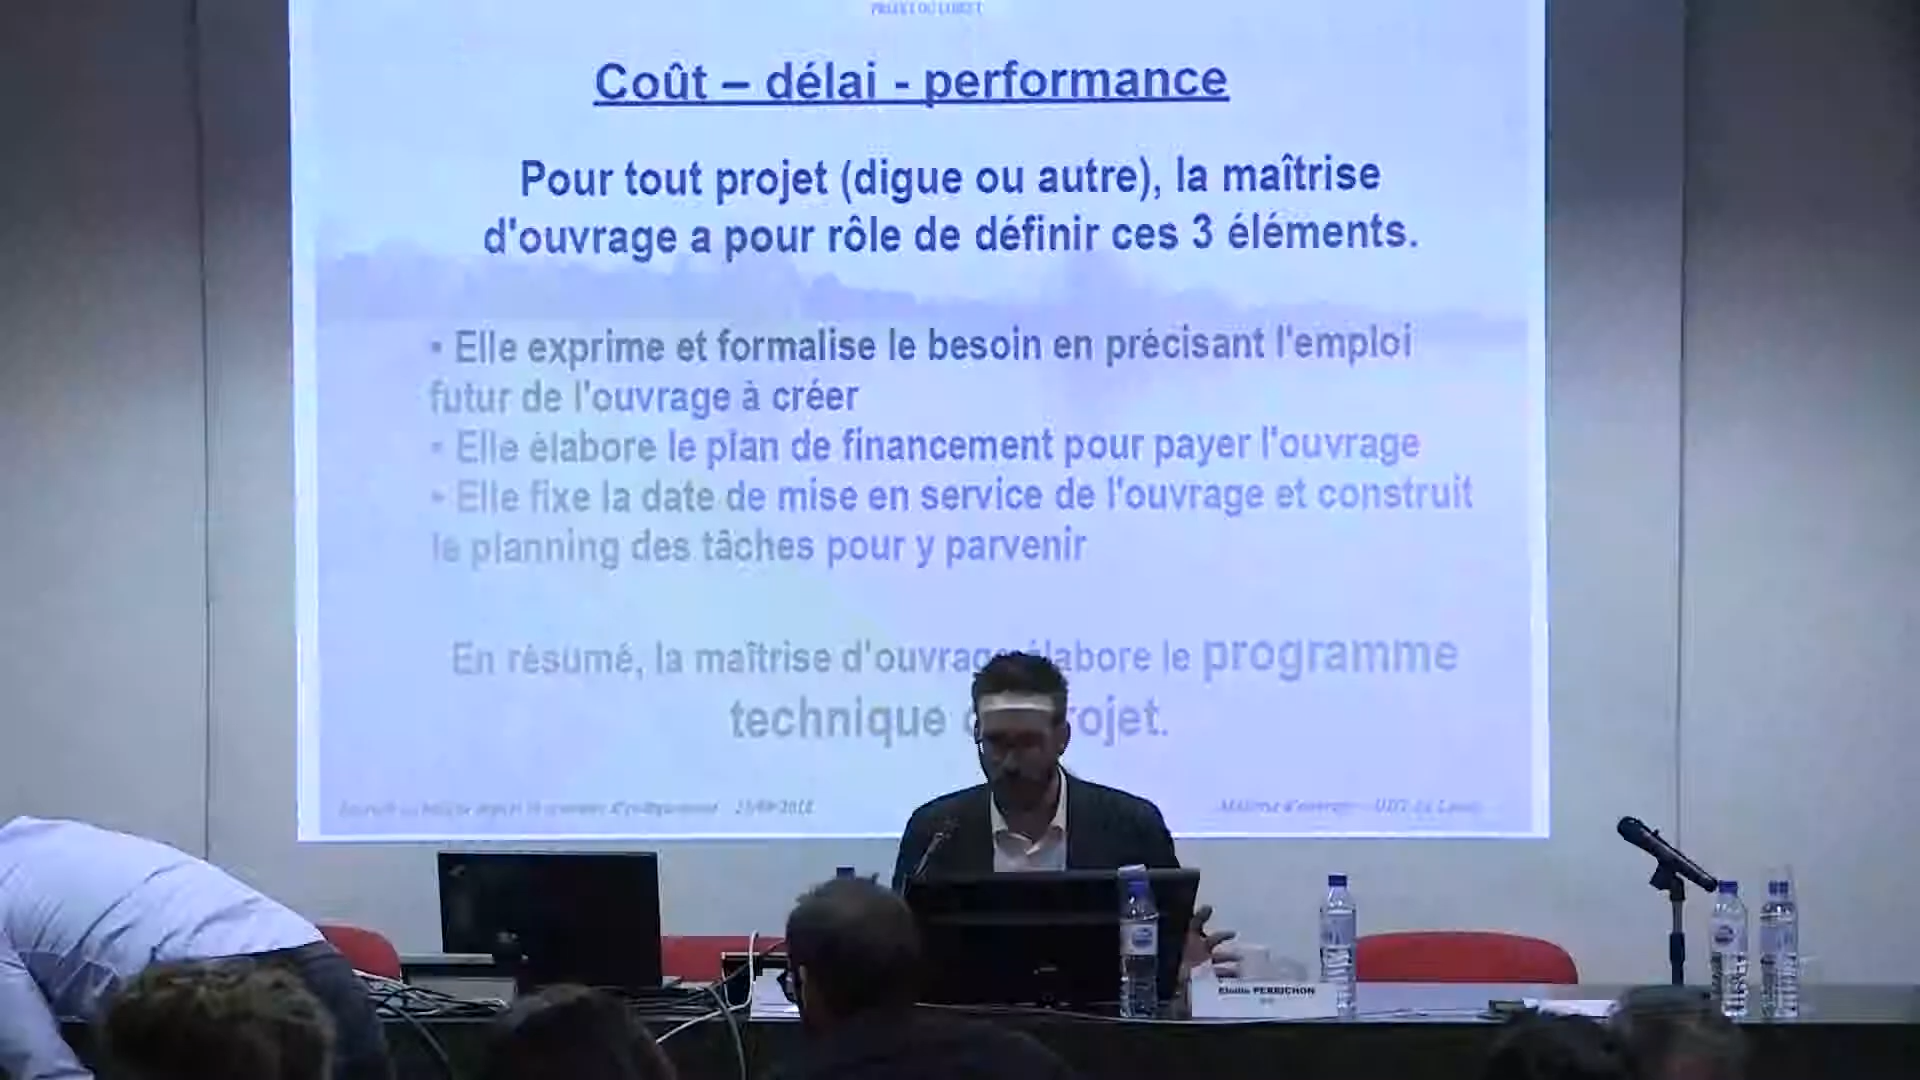 PREFET DU LOIRET
Coût – délai - performance
Pour tout projet (digue ou autre), la maîtrise
d'ouvrage a pour rôle de définir ces 3 éléments.
• Elle exprime et formalise le besoin en précisant l'emploi
futur de l'ouvrage à créer
• Elle élabore le plan de financement pour payer l'ouvrage
• Elle fixe la date de mise en service de l'ouvrage et construit
le planning des tâches pour y parvenir
En résumé, la maîtrise d'ouvrage élabore le programme
technique rojet.
Elodie PERRICHON